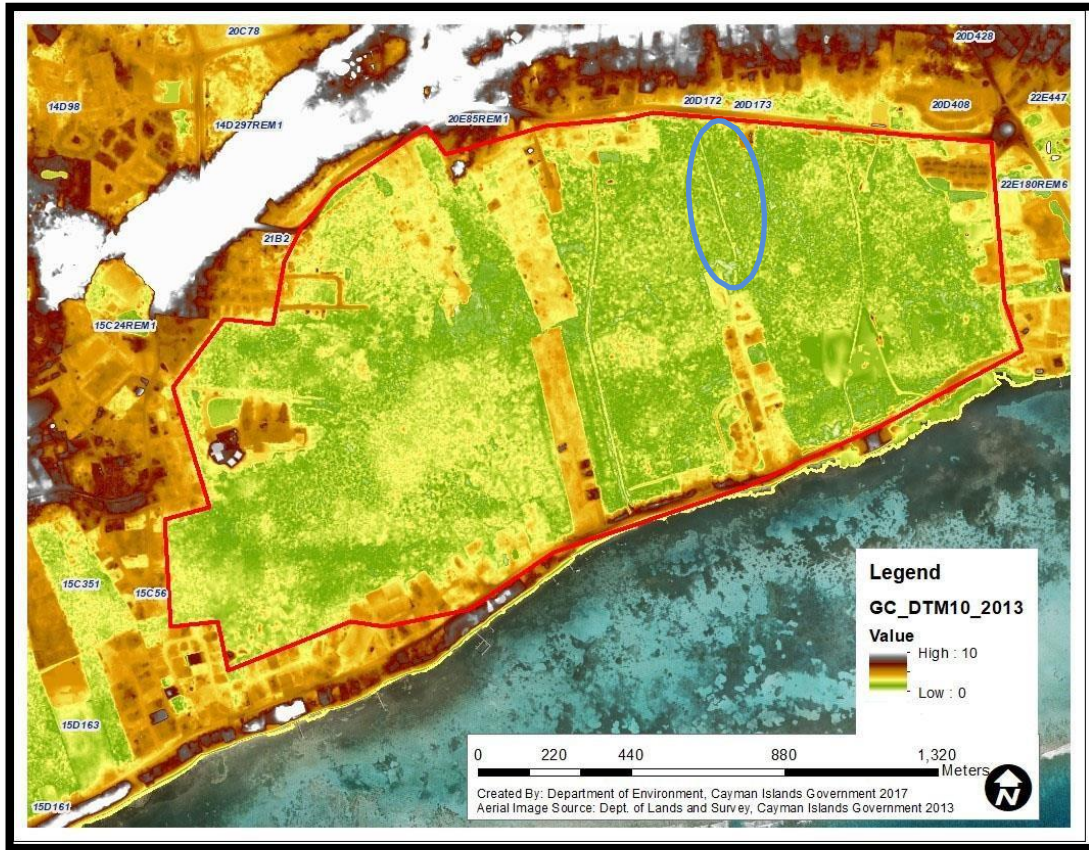 20C78
20D428
14D98
20D172
20D173
20D408
22E447
14D297REM1
20E85REM1
22E180REM6
21B2
15C24REM1
15C351
15C56
15D163
15D161
Legend
GC_DTM10_2013
Value
High : 10
Low : 0
0 220 440 880 1,320
Meters
Created By: Department of Environment, Cayman Islands Government 2017
Aerial Image Source: Dept. of Lands and Survey, Cayman Islands Government 2013
N